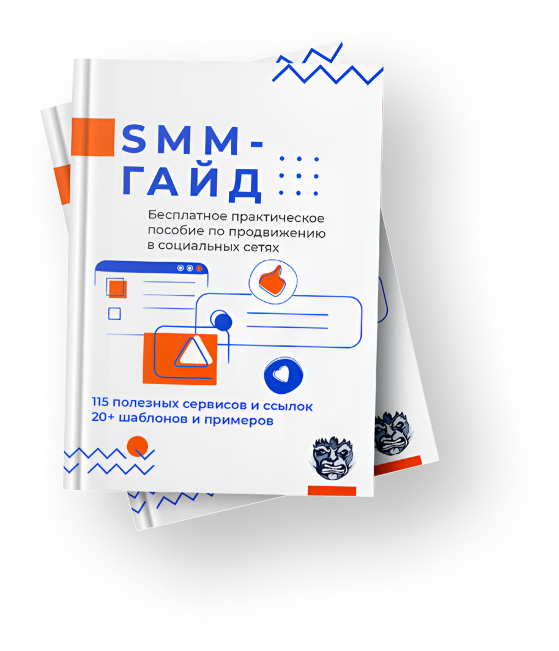 SMM-
ГАЙД
Бесплатное практическое
пособие по продвижению
в социальных сетях
115 полезных сервисов и ссылок
20+ шаблонов и примеров